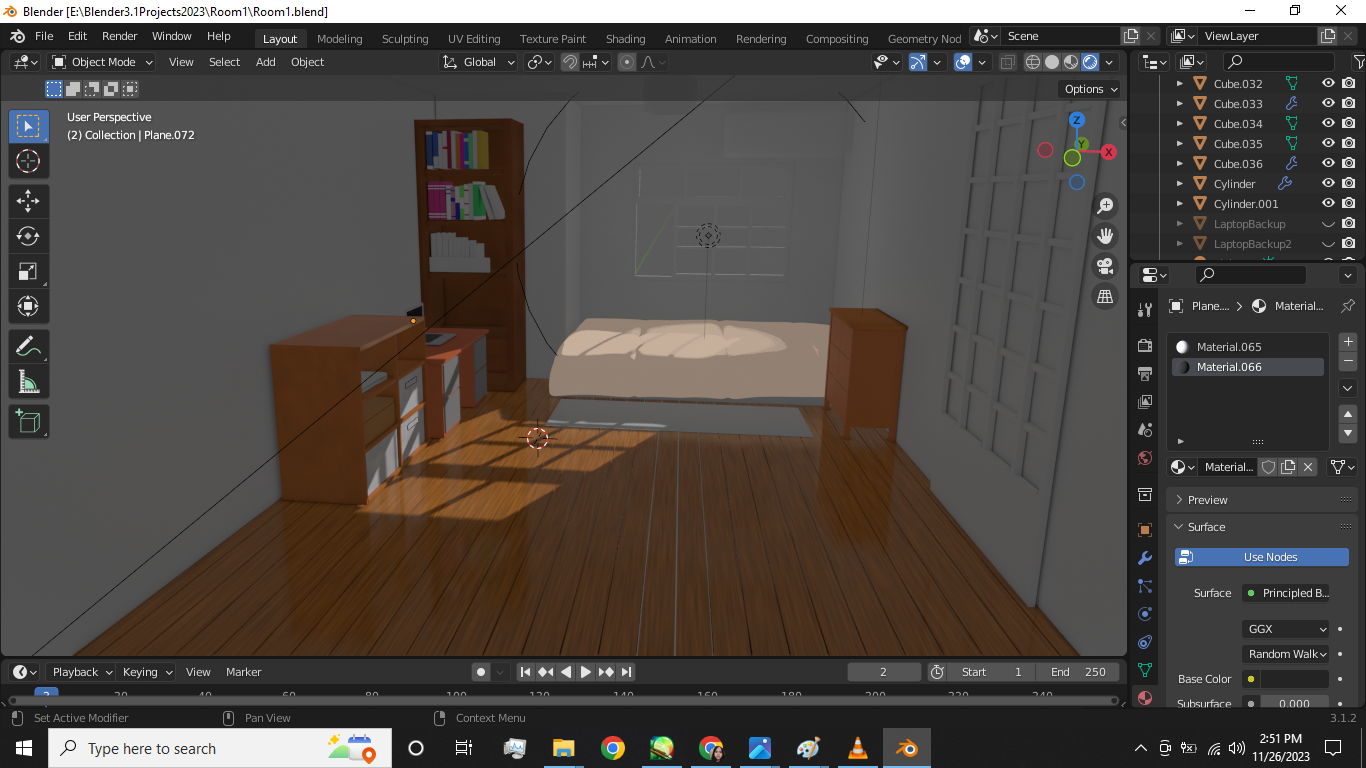 Blender [E:\Blender3.1Projects2023\Room1\Room1.blend]
File Edit Render Window Help Layout Modeling Sculpting UV Editing Texture Paint Shading Animation Rendering Compositing Geometry Nod Scene ViewLayer
Object Mode View Select Add Object Global
Options
User Perspective
(2) Collection | Plane.072
Z
Y
X
Cube.032
Cube.033
Cube.034
Cube.035
Cube.036
Cylinder
Cylinder.001
LaptopBackup
LaptopBackup2
Plane.... > Material...
Material.065
Material.066
Material...
Preview
Surface
Use Nodes
Surface Principled B...
GGX
Random Walk
Base Color
Subsurface 0.000
Playback Keying View Marker 2 Start 1 End 250
2 20 40 60 80 100 120 140 160 180 200 220 240
Set Active Modifier Pan View Context Menu 3.1.2
Type here to search
2:51 PM
11/26/2023